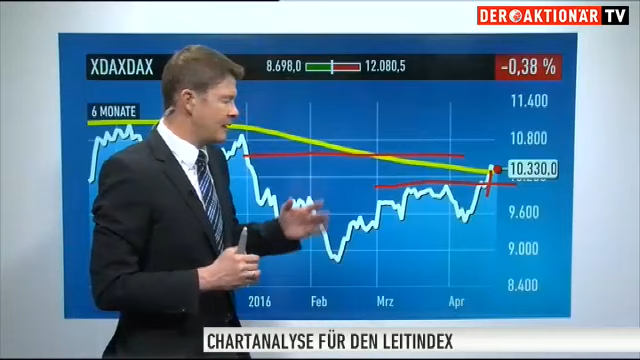 DER AKTIONÄR TV
XDAXDAX 8.698,0 12.080,5 -0,38 %
6 MONATE
11.400
10.800
10.330,0
9.600
9.000
8.400
2016 Feb Mrz Apr
CHARTANALYSE FÜR DEN LEITINDEX